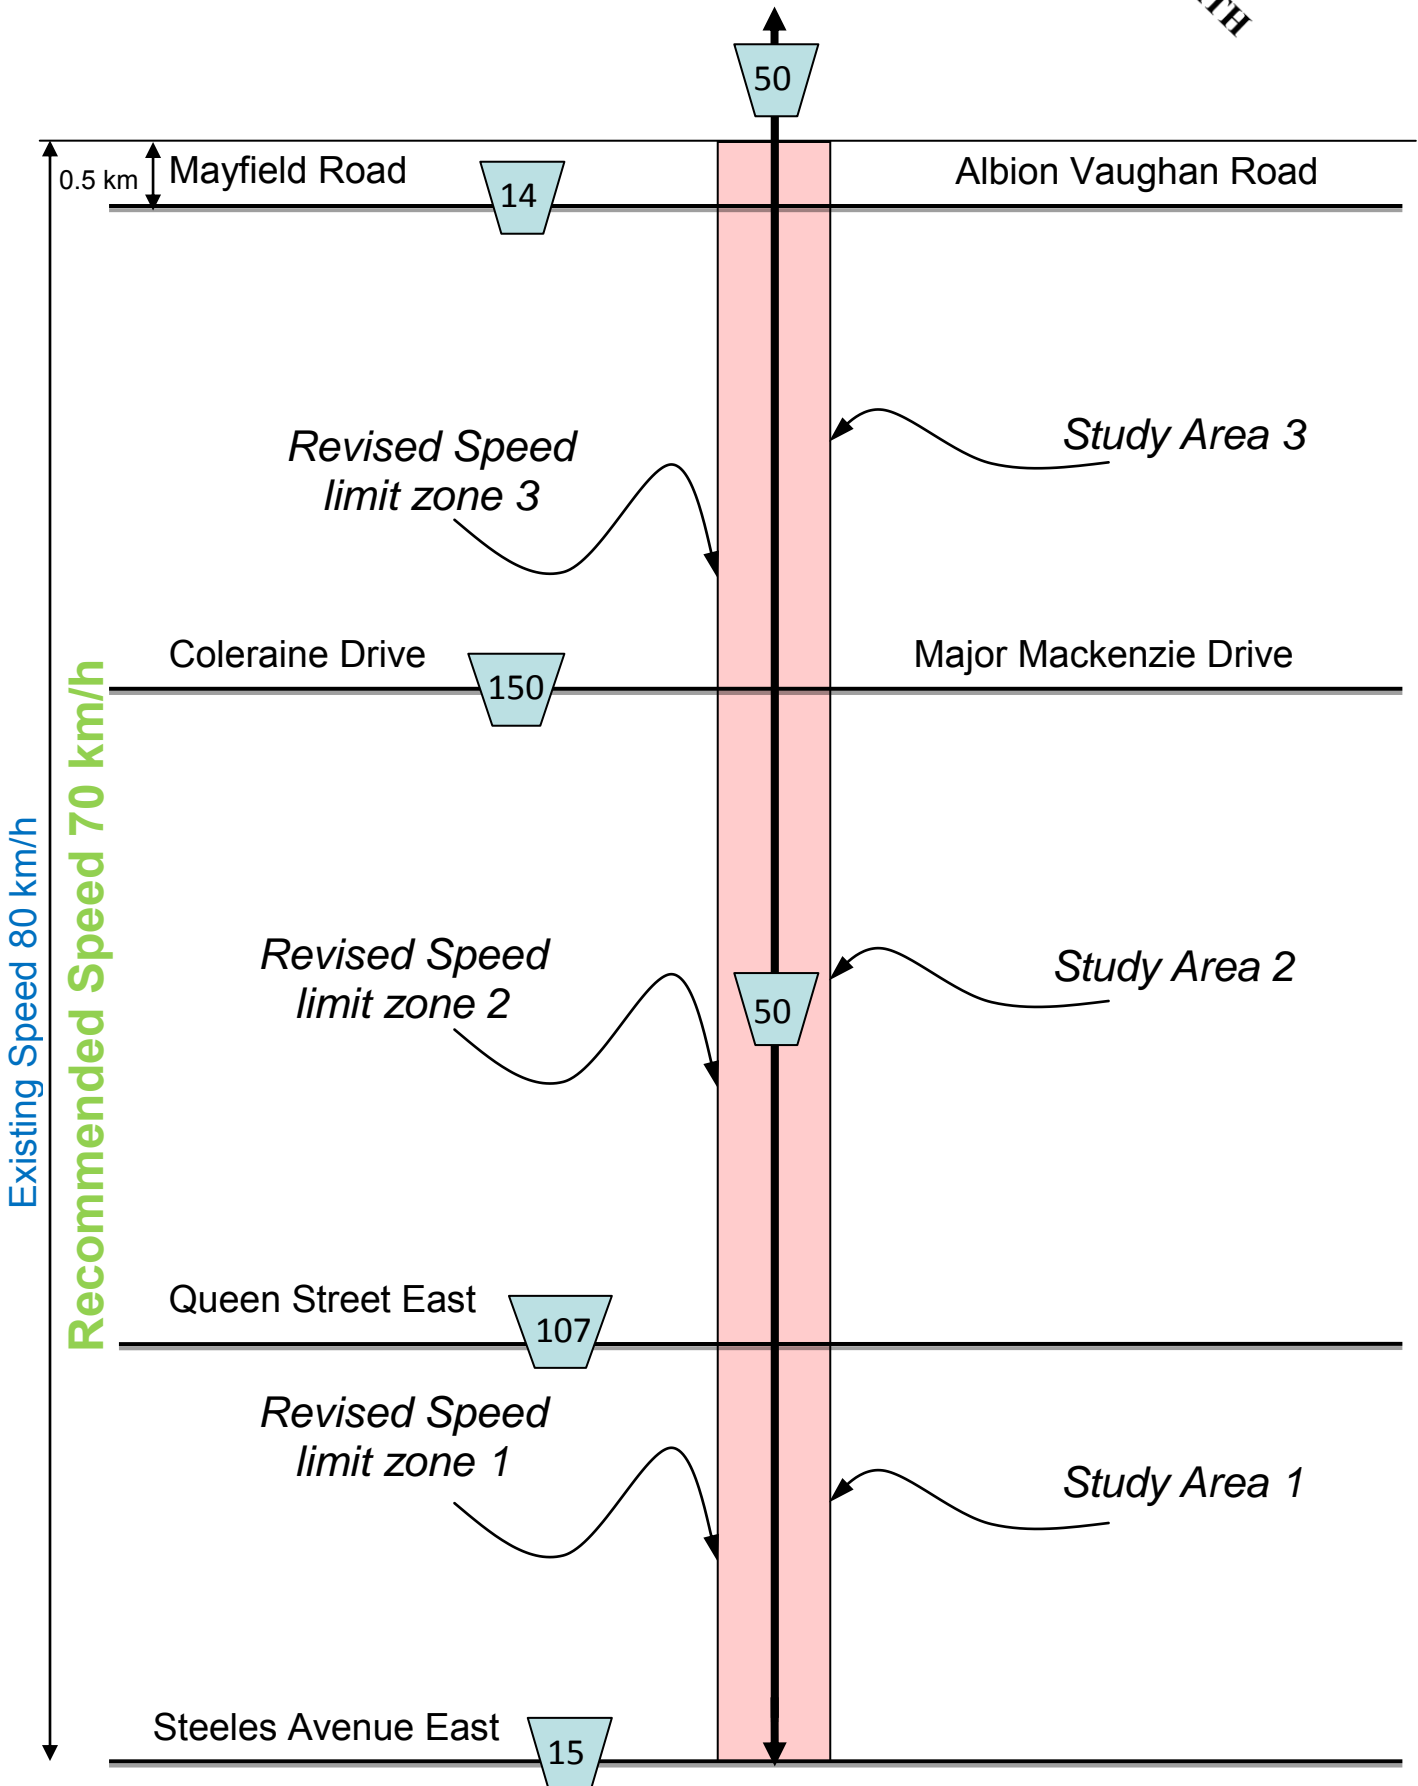 50
0.5 km
Mayfield Road
14
Albion Vaughan Road
Revised Speed
limit zone 3
Study Area 3
Coleraine Drive
150
Major Mackenzie Drive
Existing Speed 80 km/h
Recommended Speed 70 km/h
Revised Speed
limit zone 2
50
Study Area 2
Queen Street East
107
Revised Speed
limit zone 1
Study Area 1
Steeles Avenue East
15